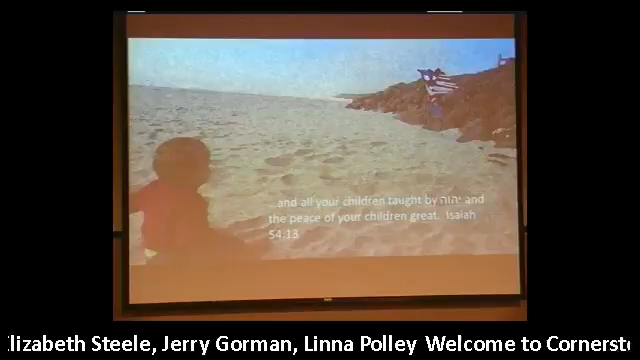 ...and all your children taught by יהוה and
the peace of your children great. Isaiah
54:13
lizabeth Steele, Jerry Gorman, Linna Polley Welcome to Cornersto